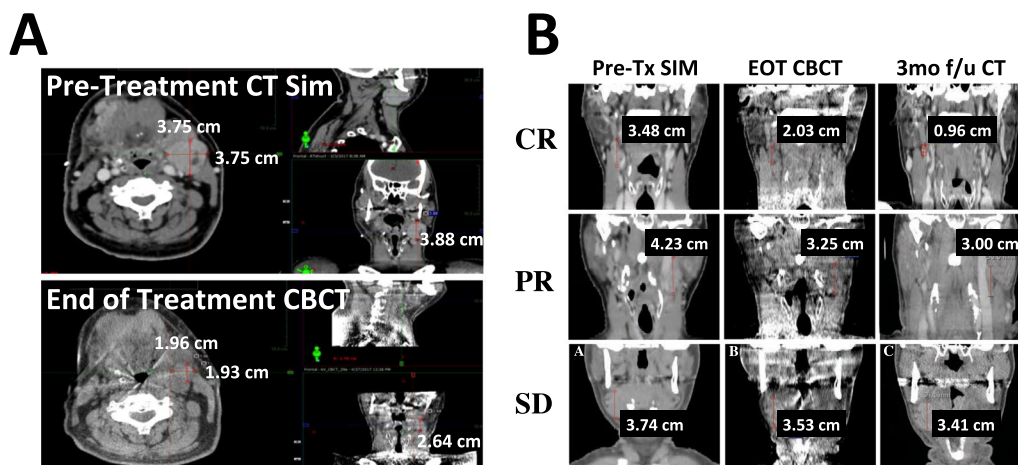 A
Pre-Treatment CT Sim
3.75 cm
3.75 cm
3.88 cm
End of Treatment CBCT
1.96 cm
1.93 cm
2.64 cm
B
Pre-Tx SIM EOT CBCT 3mo f/u CT
CR
3.48 cm 2.03 cm 0.96 cm
PR
4.23 cm 3.25 cm 3.00 cm
A B C
SD
3.74 cm 3.53 cm 3.41 cm